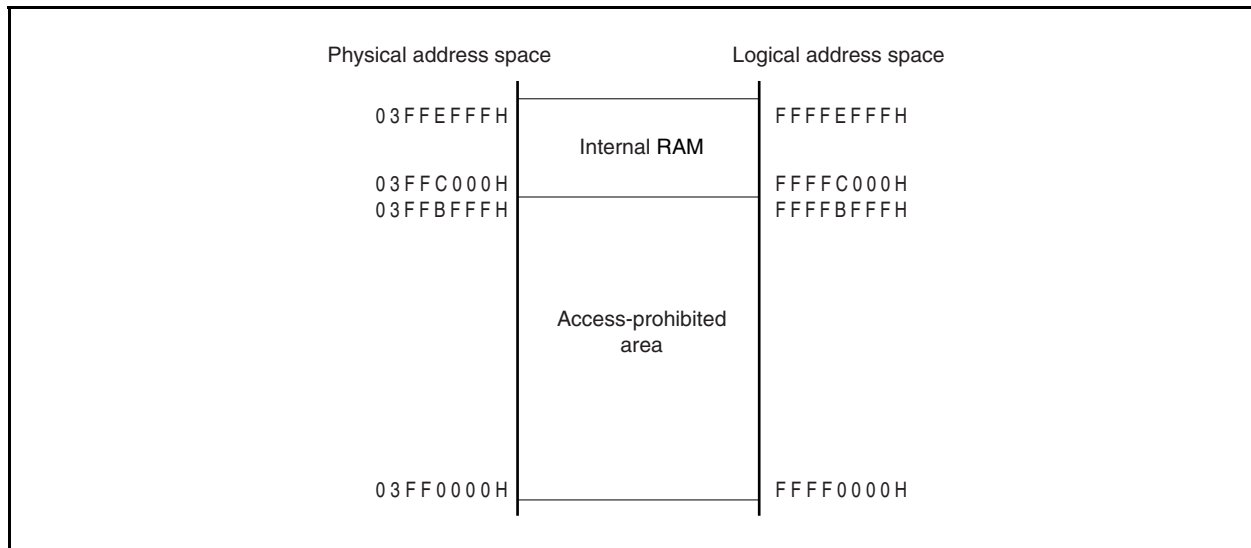 Physical address space Logical address space
03FFEFFFH FFFFEFFFH
Internal RAM
03FFC000H FFFFC000H
03FFBFFFH FFFFBFFFH
Access-prohibited
area
03FF0000H FFFF0000H